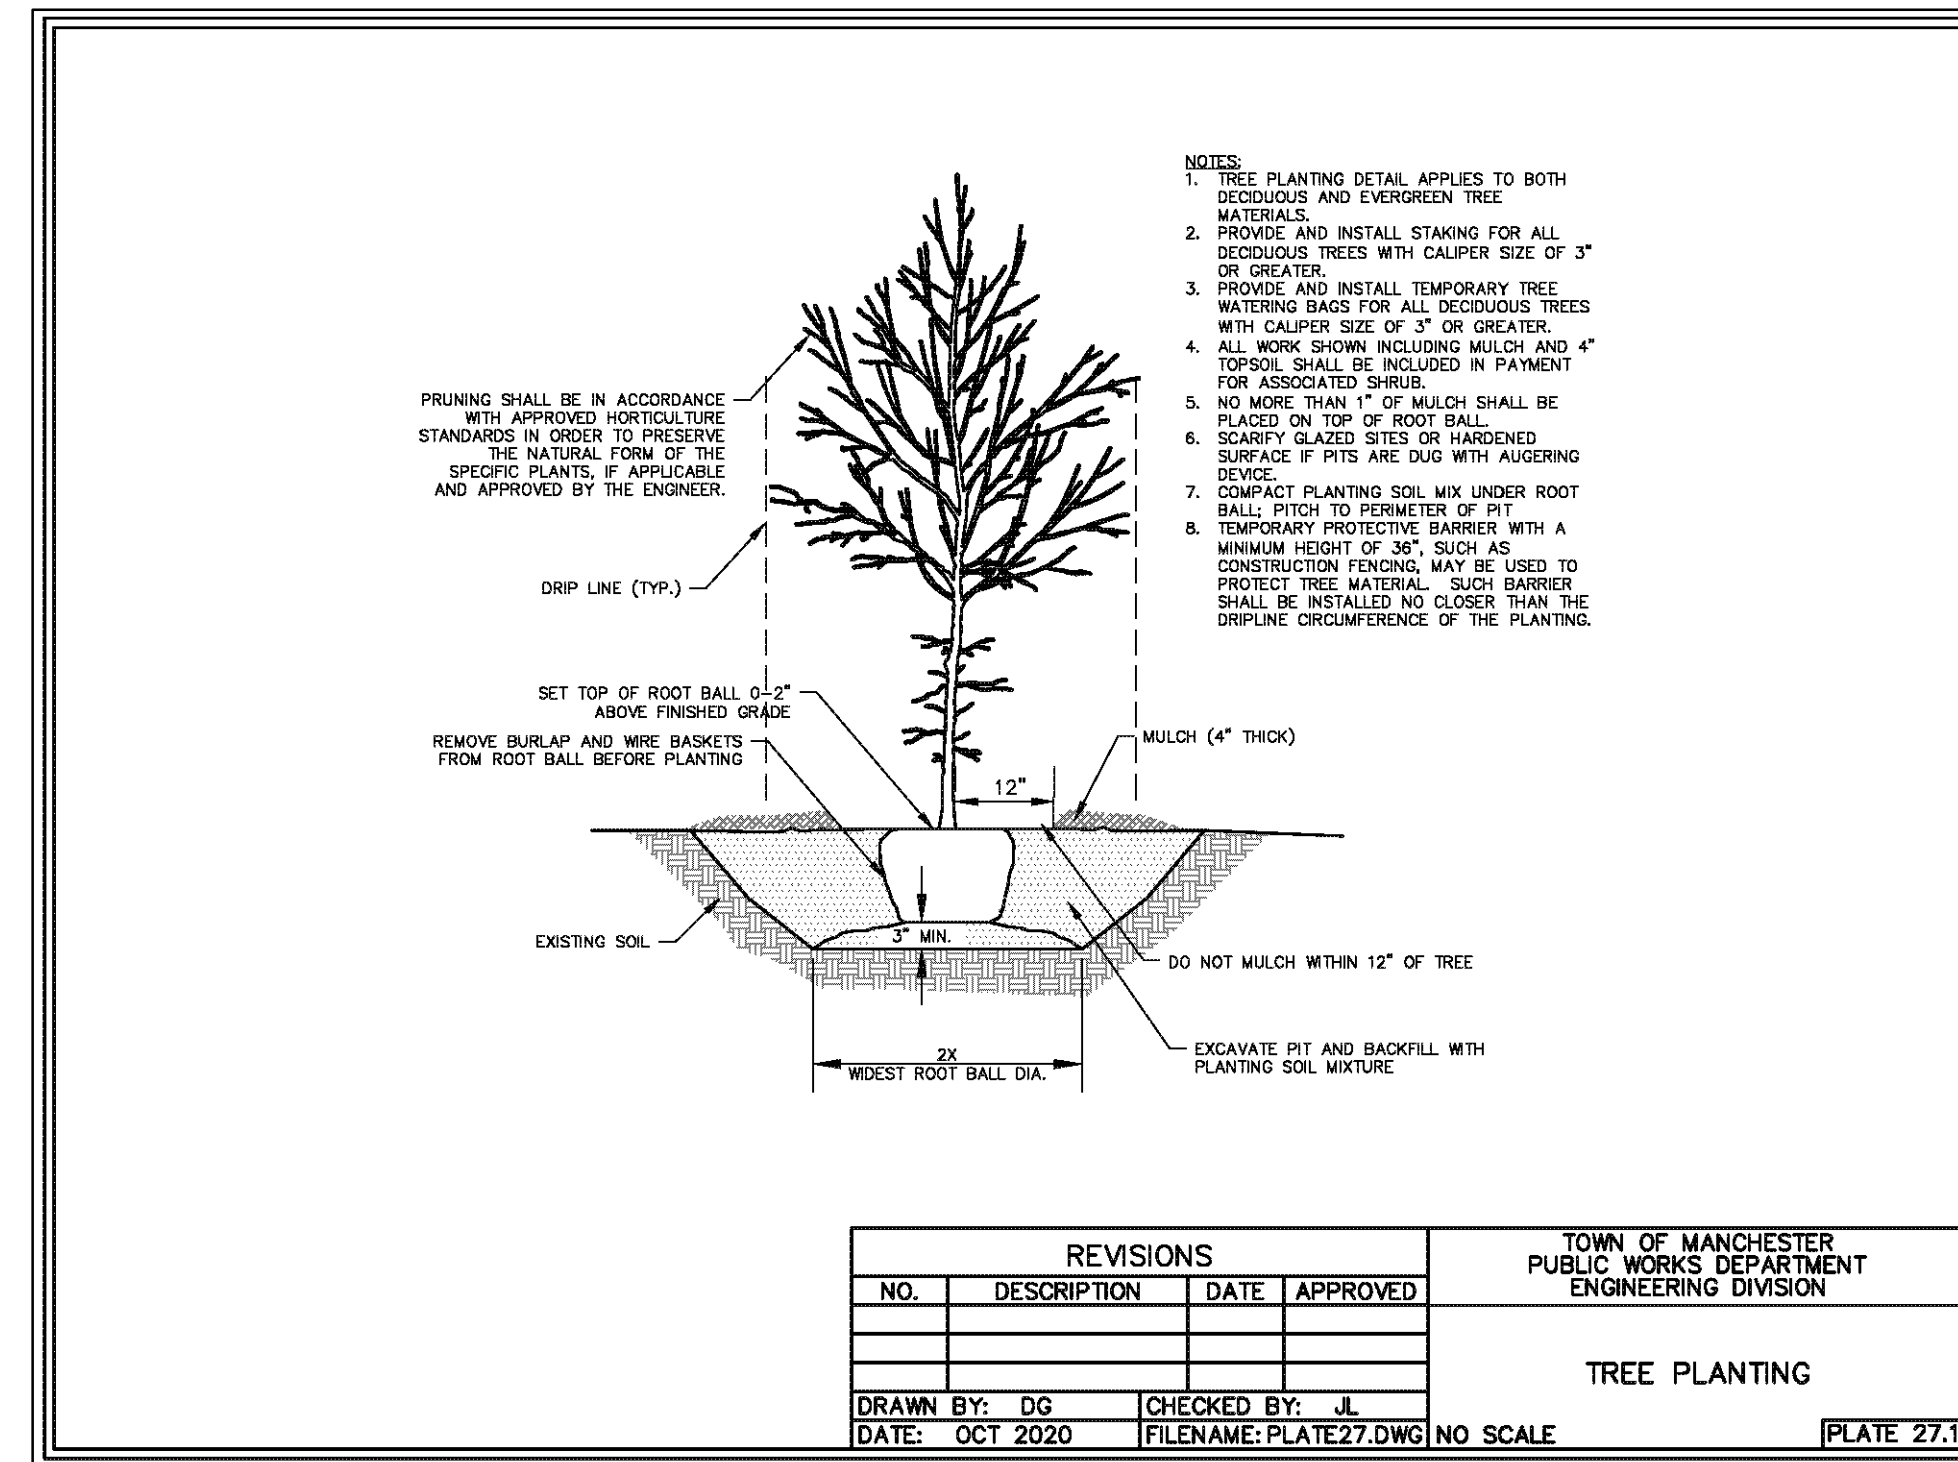 NOTES:
1. TREE PLANTING DETAIL APPLIES TO BOTH
DECIDUOUS AND EVERGREEN TREE
MATERIALS.
2. PROVIDE AND INSTALL STAKING FOR ALL
DECIDUOUS TREES WITH CALIPER SIZE OF 3"
OR GREATER.
3. PROVIDE AND INSTALL TEMPORARY TREE
WATERING BAGS FOR ALL DECIDUOUS TREES
WITH CALIPER SIZE OF 3" OR GREATER.
4. ALL WORK SHOWN INCLUDING MULCH AND 4"
TOPSOIL SHALL BE INCLUDED IN PAYMENT
FOR ASSOCIATED SHRUB.
5. NO MORE THAN 1" OF MULCH SHALL BE
PLACED ON TOP OF ROOT BALL.
6. SCARIFY GLAZED SITES OR HARDENED
SURFACE IF PITS ARE DUG WITH AUGERING
DEVICE.
7. COMPACT PLANTING SOIL MIX UNDER ROOT
BALL; PITCH TO PERIMETER OF PIT
8. TEMPORARY PROTECTIVE BARRIER WITH A
MINIMUM HEIGHT OF 36", SUCH AS
CONSTRUCTION FENCING, MAY BE USED TO
PROTECT TREE MATERIAL. SUCH BARRIER
SHALL BE INSTALLED NO CLOSER THAN THE
DRIPLINE CIRCUMFERENCE OF THE PLANTING.
PRUNING SHALL BE IN ACCORDANCE
WITH APPROVED HORTICULTURE
STANDARDS IN ORDER TO PRESERVE
THE NATURAL FORM OF THE
SPECIFIC PLANTS, IF APPLICABLE
AND APPROVED BY THE ENGINEER.
DRIP LINE (TYP.)
SET TOP OF ROOT BALL 0-2"
ABOVE FINISHED GRADE
REMOVE BURLAP AND WIRE BASKETS
FROM ROOT BALL BEFORE PLANTING
MULCH (4" THICK)
12"
3" MIN.
EXISTING SOIL
DO NOT MULCH WITHIN 12" OF TREE
EXCAVATE PIT AND BACKFILL WITH
PLANTING SOIL MIXTURE
2X
WIDEST ROOT BALL DIA.
REVISIONS
NO. DESCRIPTION DATE APPROVED
DRAWN BY: DG CHECKED BY: JL
DATE: OCT 2020 FILENAME: PLATE27.DWG
TOWN OF MANCHESTER
PUBLIC WORKS DEPARTMENT
ENGINEERING DIVISION
TREE PLANTING
NO SCALE PLATE 27.1